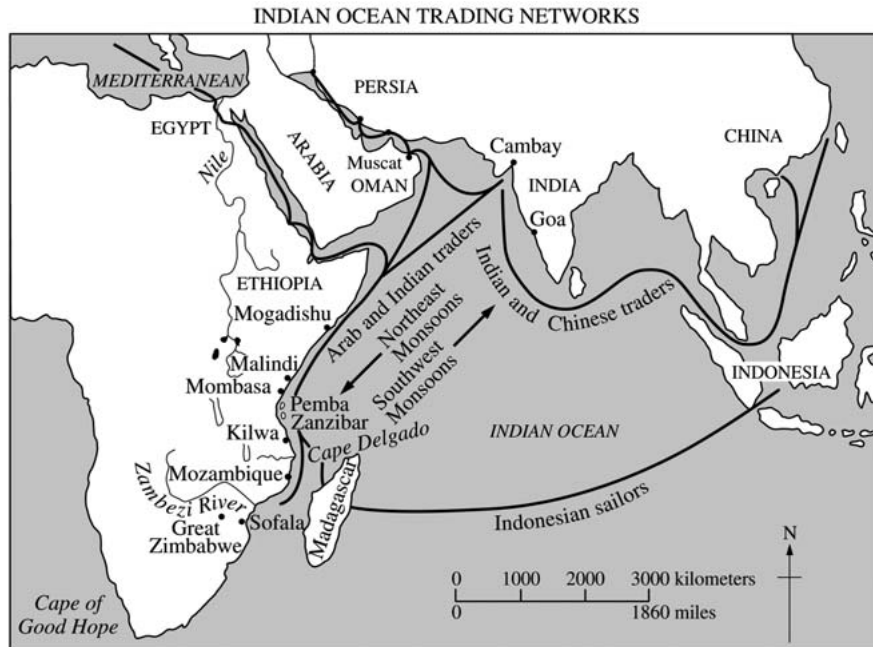 INDIAN OCEAN TRADING NETWORKS
MEDITERRANEAN
EGYPT
Nile
ARABIA
PERSIA
Muscat
OMAN
Cambay
INDIA
Goa
CHINA
ETHIOPIA
Mogadishu
Malindi
Mombasa
Pemba
Zanzibar
Kilwa
Cape Delgado
Mozambique
Zambezi River
Great
Zimbabwe
Sofala
Madagascar
Arab and Indian traders
Northeast
Monsoons
Southwest
Monsoons
Indian and
Chinese traders
INDONESIA
INDIAN OCEAN
Indonesian sailors
Cape of
Good Hope
N
0 1000 2000 3000 kilometers
0 1860 miles